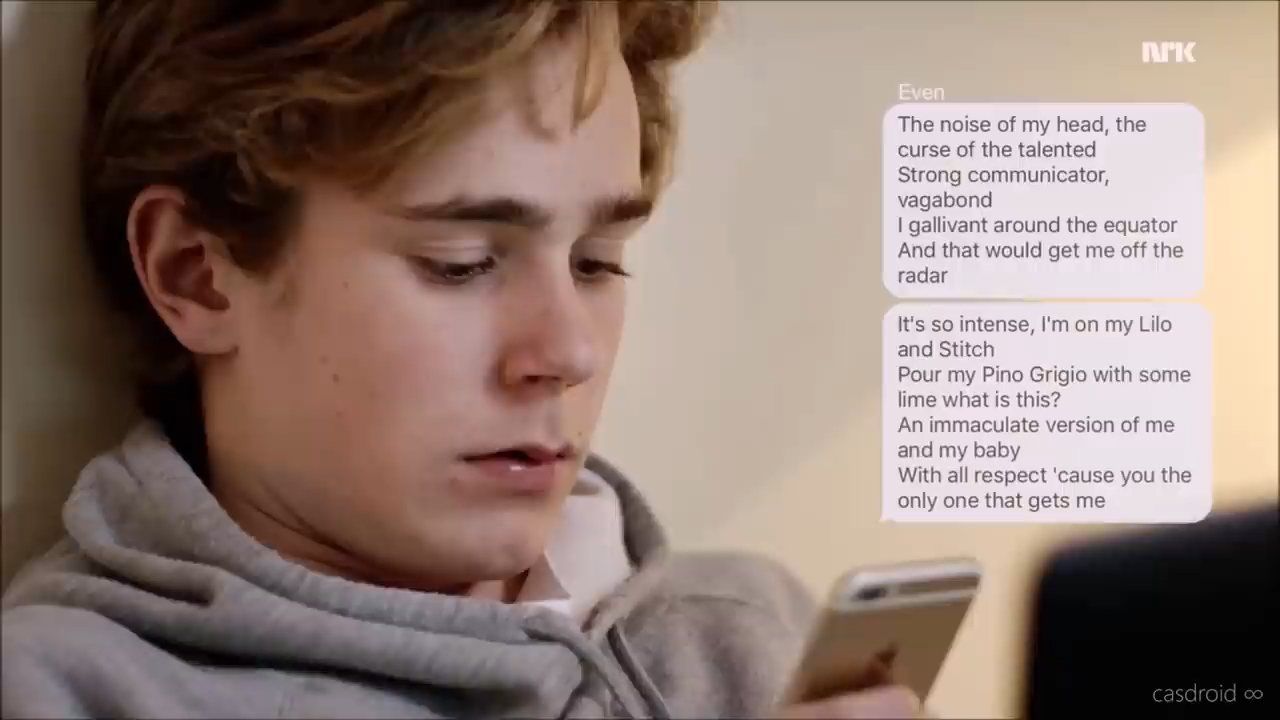 NRK
Even
The noise of my head, the
curse of the talented
Strong communicator,
vagabond
I gallivant around the equator
And that would get me off the
radar
It's so intense, I'm on my Lilo
and Stitch
Pour my Pino Grigio with some
lime what is this?
An immaculate version of me
and my baby
With all respect 'cause you the
only one that gets me
casdroid ∞